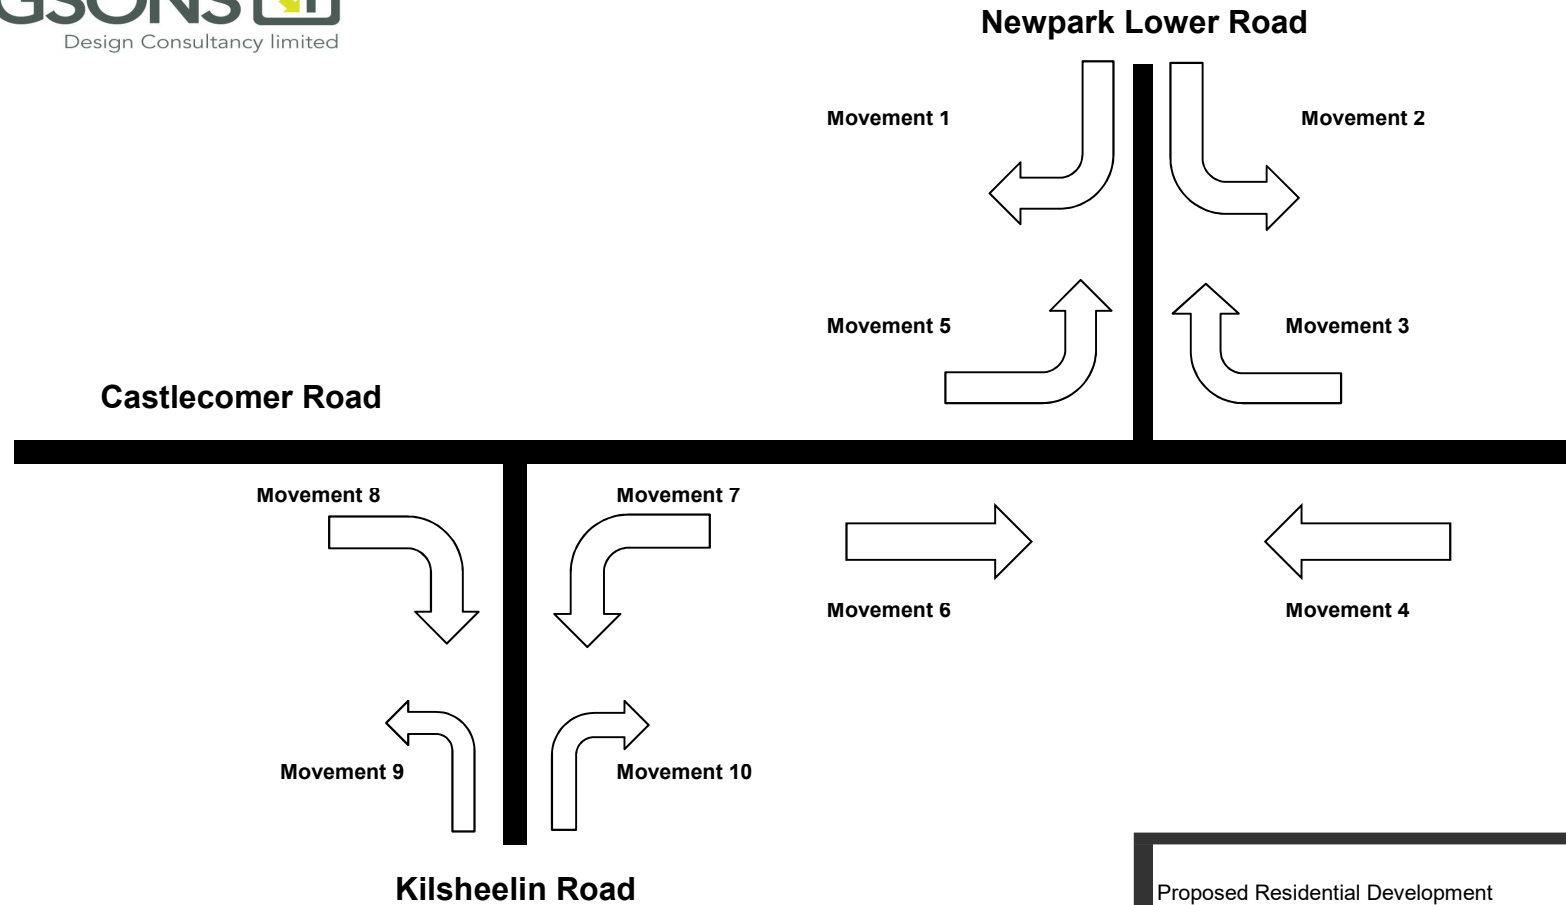 GSONS
Design Consultancy limited
Newpark Lower Road
Movement 1
Movement 2
Movement 5
Movement 3
Castlecomer Road
Movement 8
Movement 7
Movement 6
Movement 4
Movement 9
Movement 10
Kilsheelin Road
Proposed Residential Development